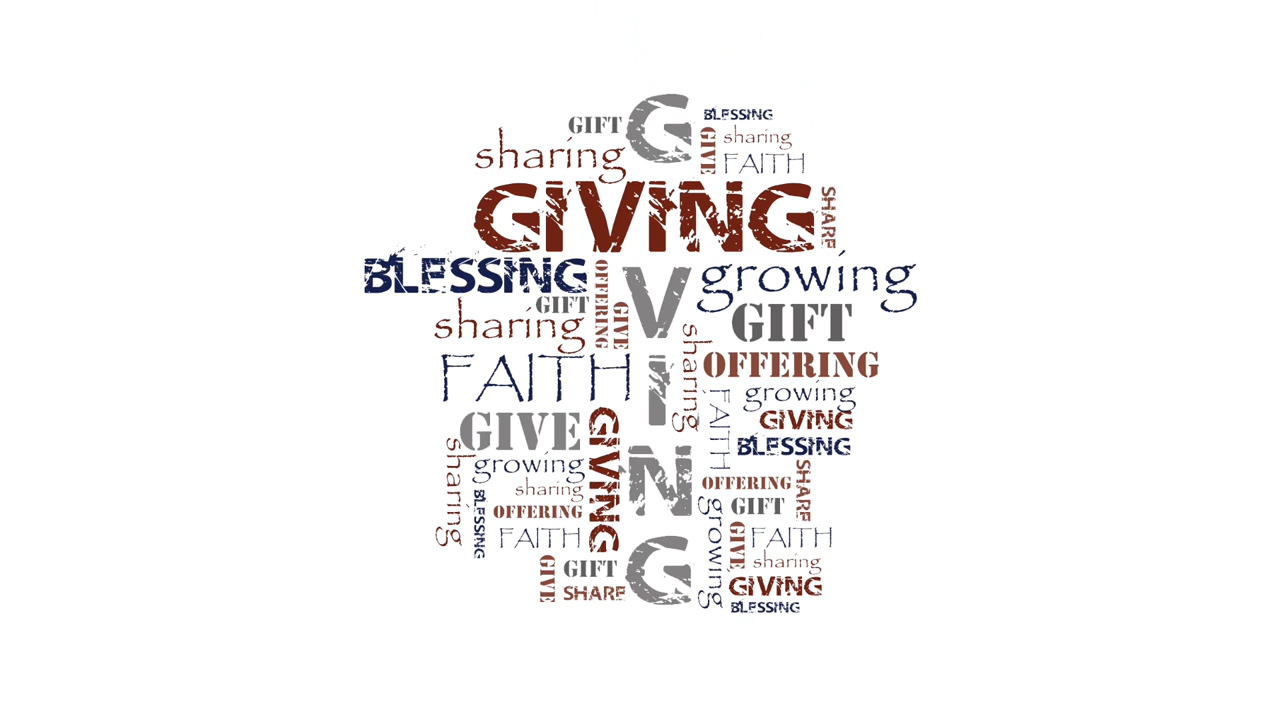 GIFT
G
BLESSING
sharing
GIVE
sharing
FAITH
GIVING
SHARE
BLESSING
OFFERING
V
growing
GIFT
GIVE
GIFT
sharing
sharing
OFFERING
FAITH
I
FAITH
growing
GIVE
GIVING
GIVING
BLESSING
sharing
growing
N
SHARE
sharing
OFFERING
BLESSING
OFFERING
growing
GIFT
FAITH
GIVE
FAITH
G
sharing
GIVE
GIFT
GIVING
SHARE
BLESSING